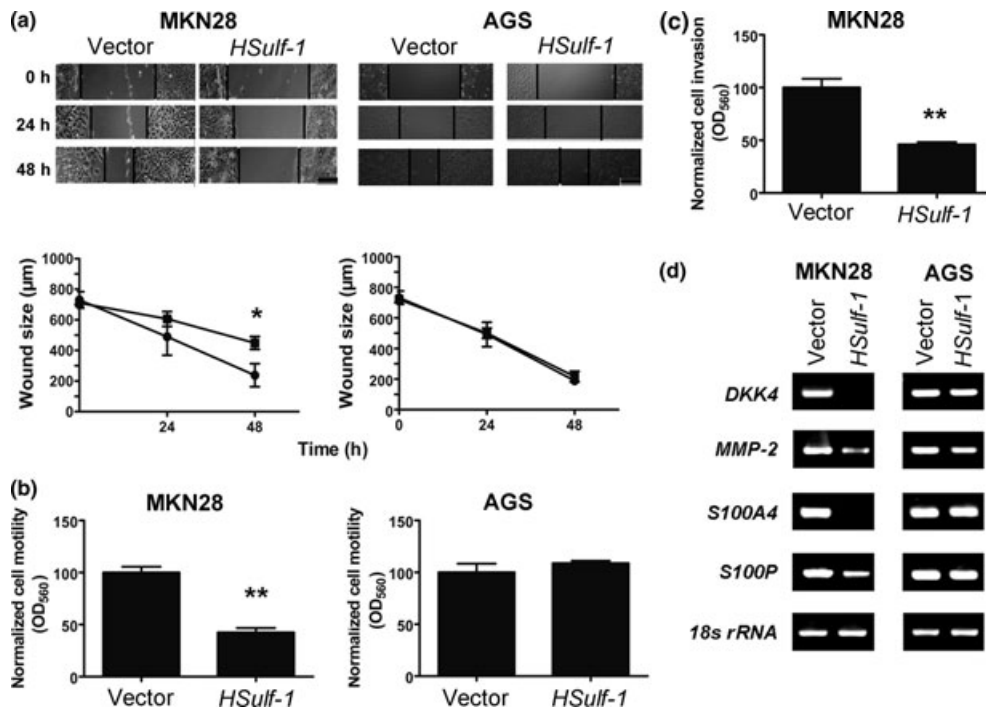 (a)
MKN28
Vector
HSulf-1
AGS
Vector
HSulf-1
0 h
24 h
48 h
1000
800
600
400
200
0
Wound size (μm)
*
24
48
1000
800
600
400
200
0
Wound size (μm)
0
24
48
Time (h)
(b)
MKN28
150
100
50
0
Normalized cell motility
(OD560)
**
Vector
HSulf-1
AGS
150
100
50
0
Normalized cell motility
(OD560)
Vector
HSulf-1
(c)
MKN28
150
100
50
0
Normalized cell invasion
(OD560)
**
Vector
HSulf-1
(d)
MKN28
AGS
Vector
HSulf-1
Vector
HSulf-1
DKK4
MMP-2
S100A4
S100P
18s rRNA